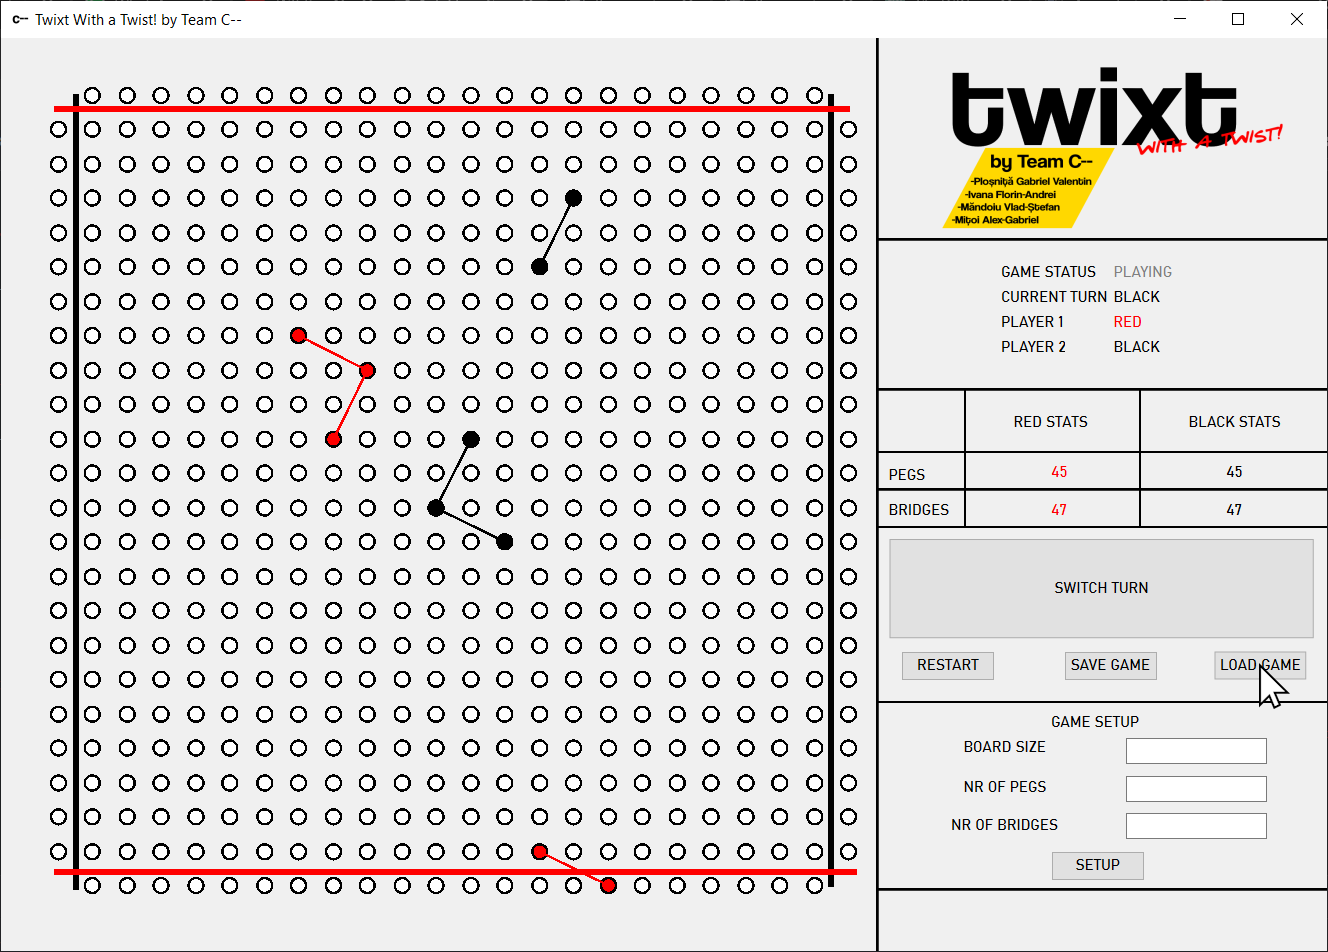 C-- Twixt With a Twist! by Team C--
twixt
WITH A TWIST!
by Team C--
-Ploșniță Gabriel Valentin
-Ivana Florin-Andrei
-Măndoiu Vlad-Ștefan
-Mițoi Alex-Gabriel
GAME STATUS PLAYING
CURRENT TURN BLACK
PLAYER 1 RED
PLAYER 2 BLACK
RED STATS BLACK STATS
PEGS 45 45
BRIDGES 47 47
SWITCH TURN
RESTART SAVE GAME LOAD GAME
GAME SETUP
BOARD SIZE
NR OF PEGS
NR OF BRIDGES
SETUP